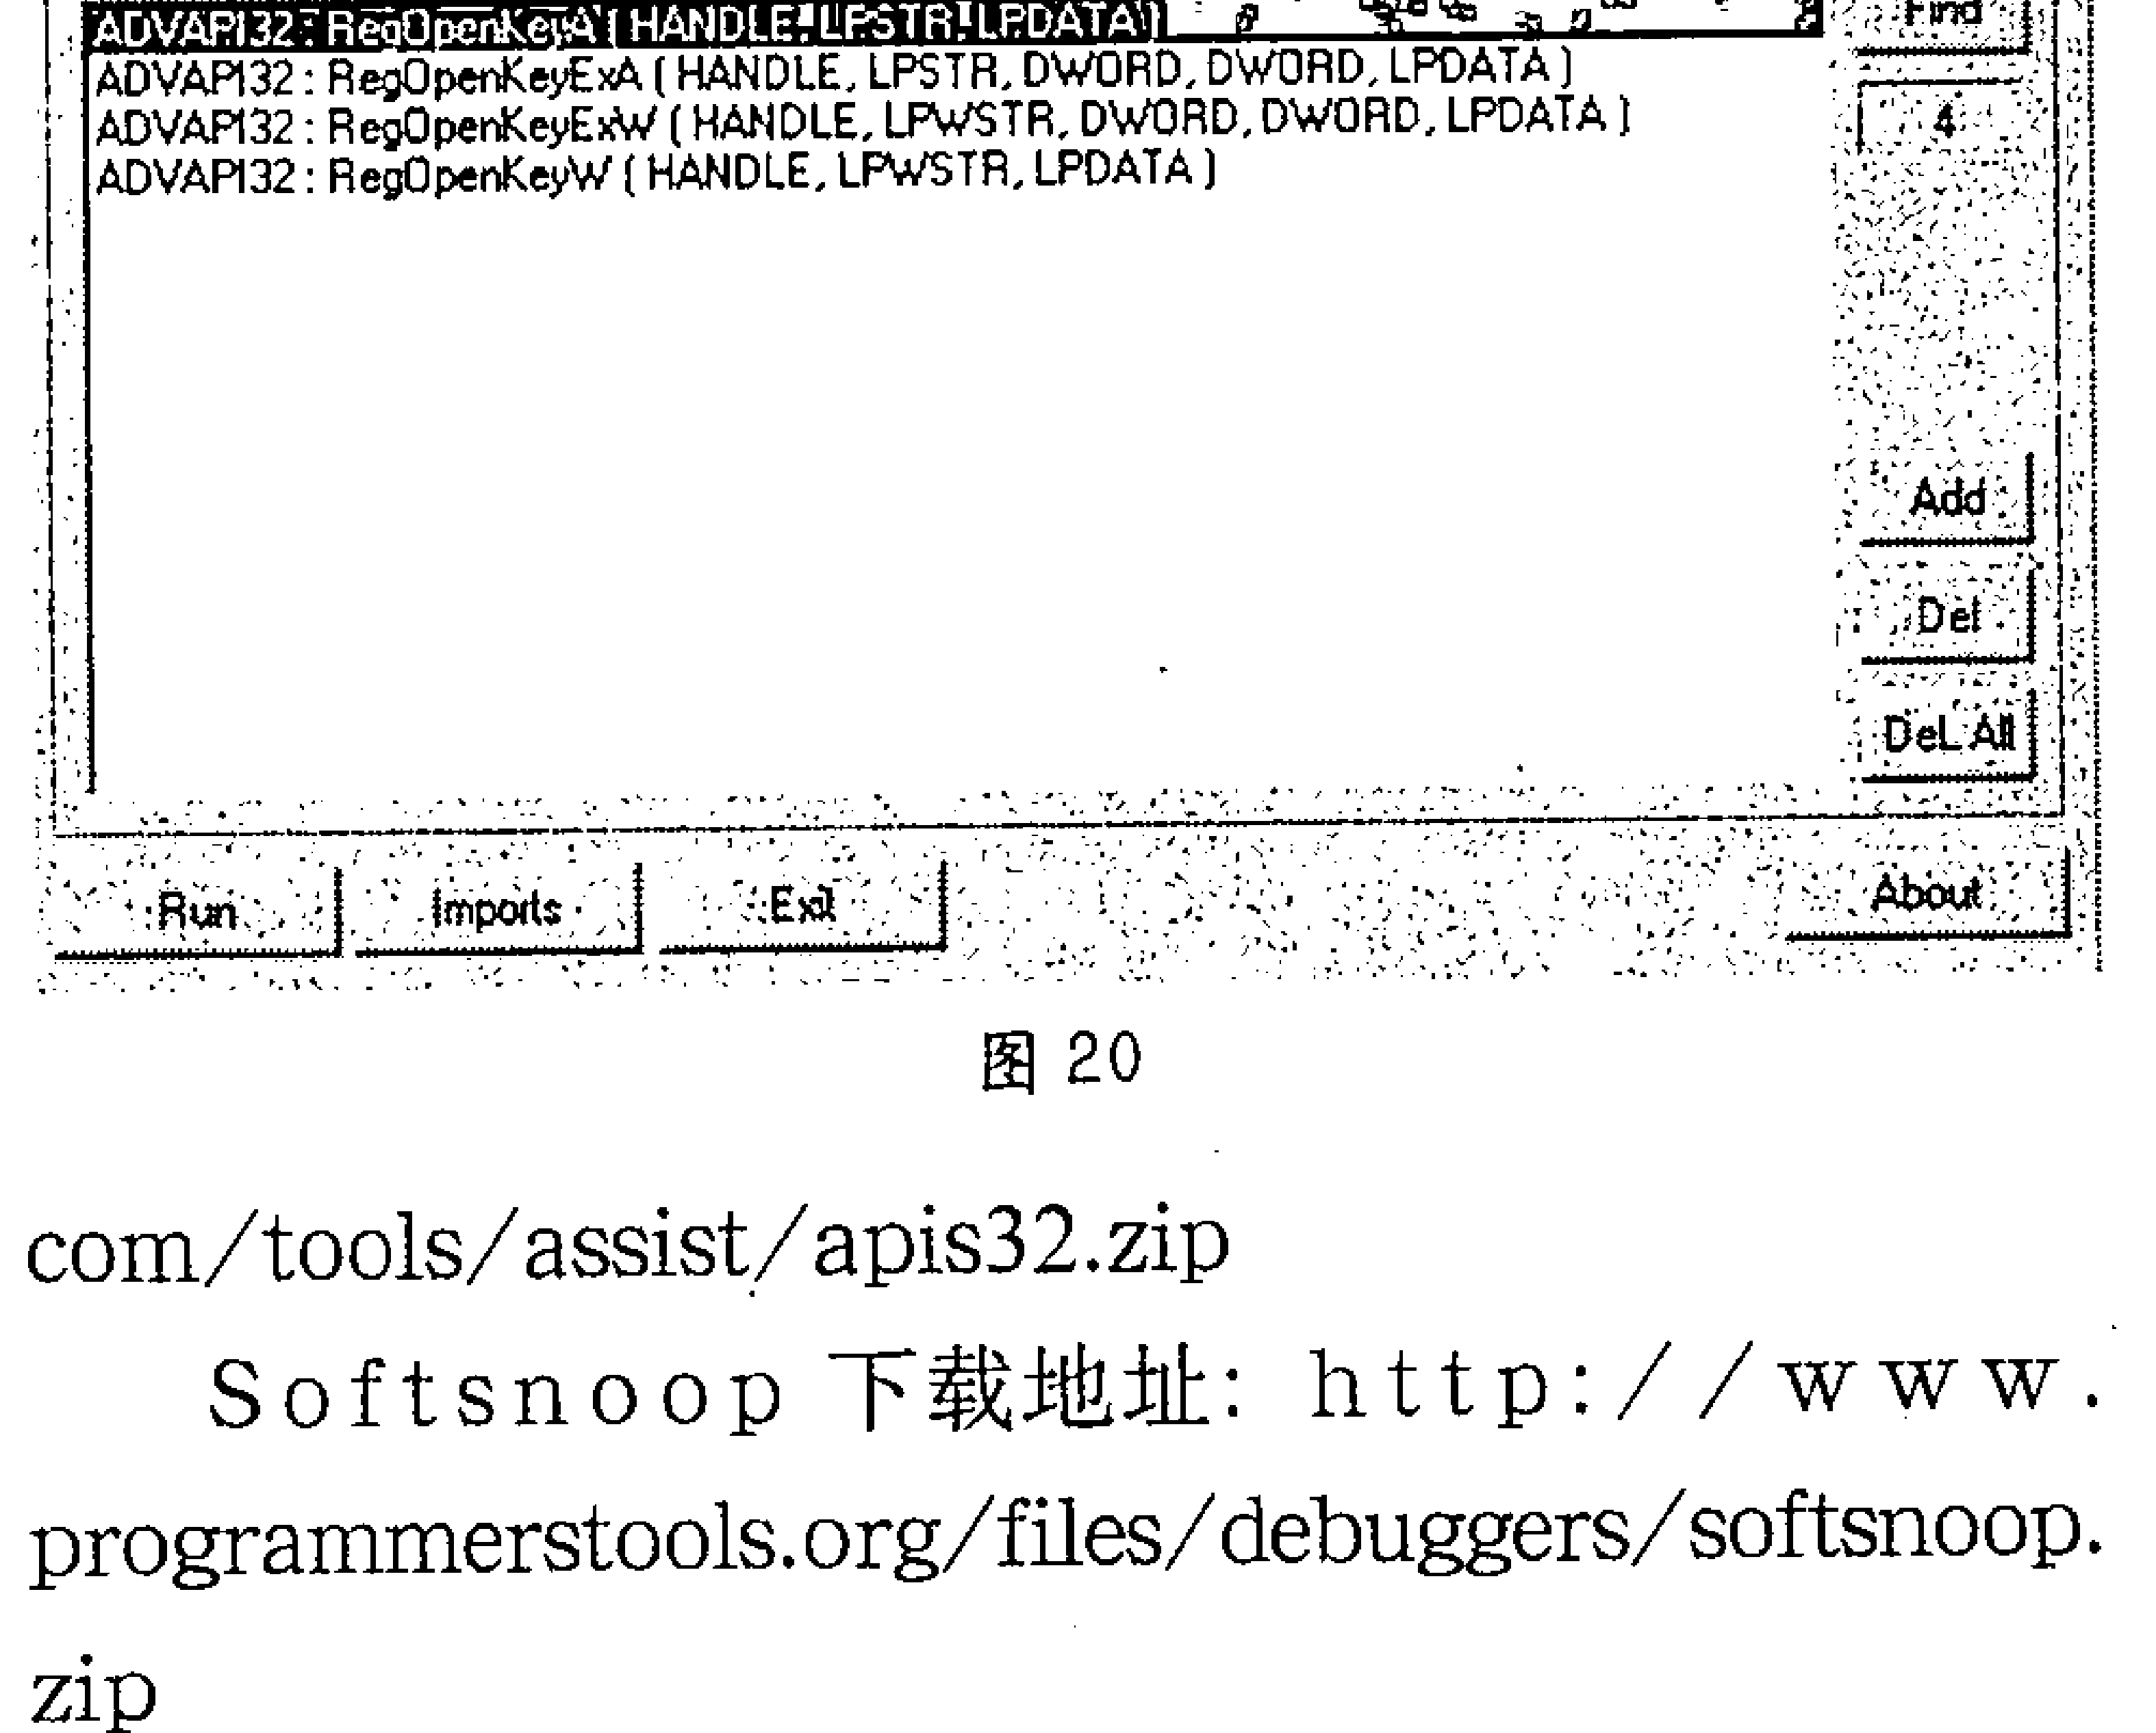 ADVAPI32: RegOpenKeyA(HANDLE, LPSTR, LPDATA)
Find
ADVAPI32: RegOpenKeyExA(HANDLE, LPSTR, DWORD, DWORD, LPDATA)
ADVAPI32: RegOpenKeyExW(HANDLE, LPWSTR, DWORD, DWORD, LPDATA)
4
ADVAPI32: RegOpenKeyW(HANDLE, LPWSTR, LPDATA)
Add
Del
DeL All
Run Imports Exit About
图 20
com/tools/assist/apis32.zip
Softsnoop 下载地址: http://www.
programmerstools.org/files/debuggers/softsnoop.
zip